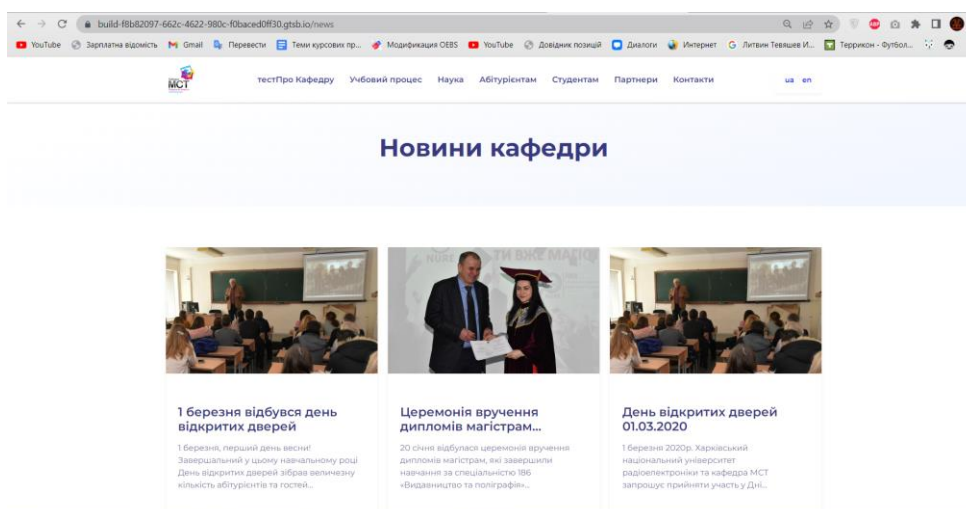 build-f8b82097-662c-4622-980c-f0baced0ff30.gtsb.io/news
YouTube Зарплатна відомість Gmail Перевести Теми курсових пр... Модификация OEBS YouTube Довідник позицій Диалоги Интернет Литвин Тевяшев И... Террикон - Футбол...
МСТ тестПро Кафедру Учбовий процес Наука Абітурієнтам Студентам Партнери Контакти ua en
Новини кафедри
NURE ТИ ВЖЕ МАГІСТ
1 березня відбувся день
відкритих дверей
1 березня, перший день весни!
Завершальний у цьому навчальному році
День відкритих дверей зібрав величезну
кількість абітурієнтів та гостей...
Церемонія вручення
дипломів магістрам...
20 січня відбулася церемонія вручення
дипломів магістрам, які завершили
навчання за спеціальністю 186
«Видавництво та поліграфія»...
День відкритих дверей
01.03.2020
1 березня 2020р. Харківський
національний університет
радіоелектроніки та кафедра МСТ
запрошує прийняти участь у Дні...